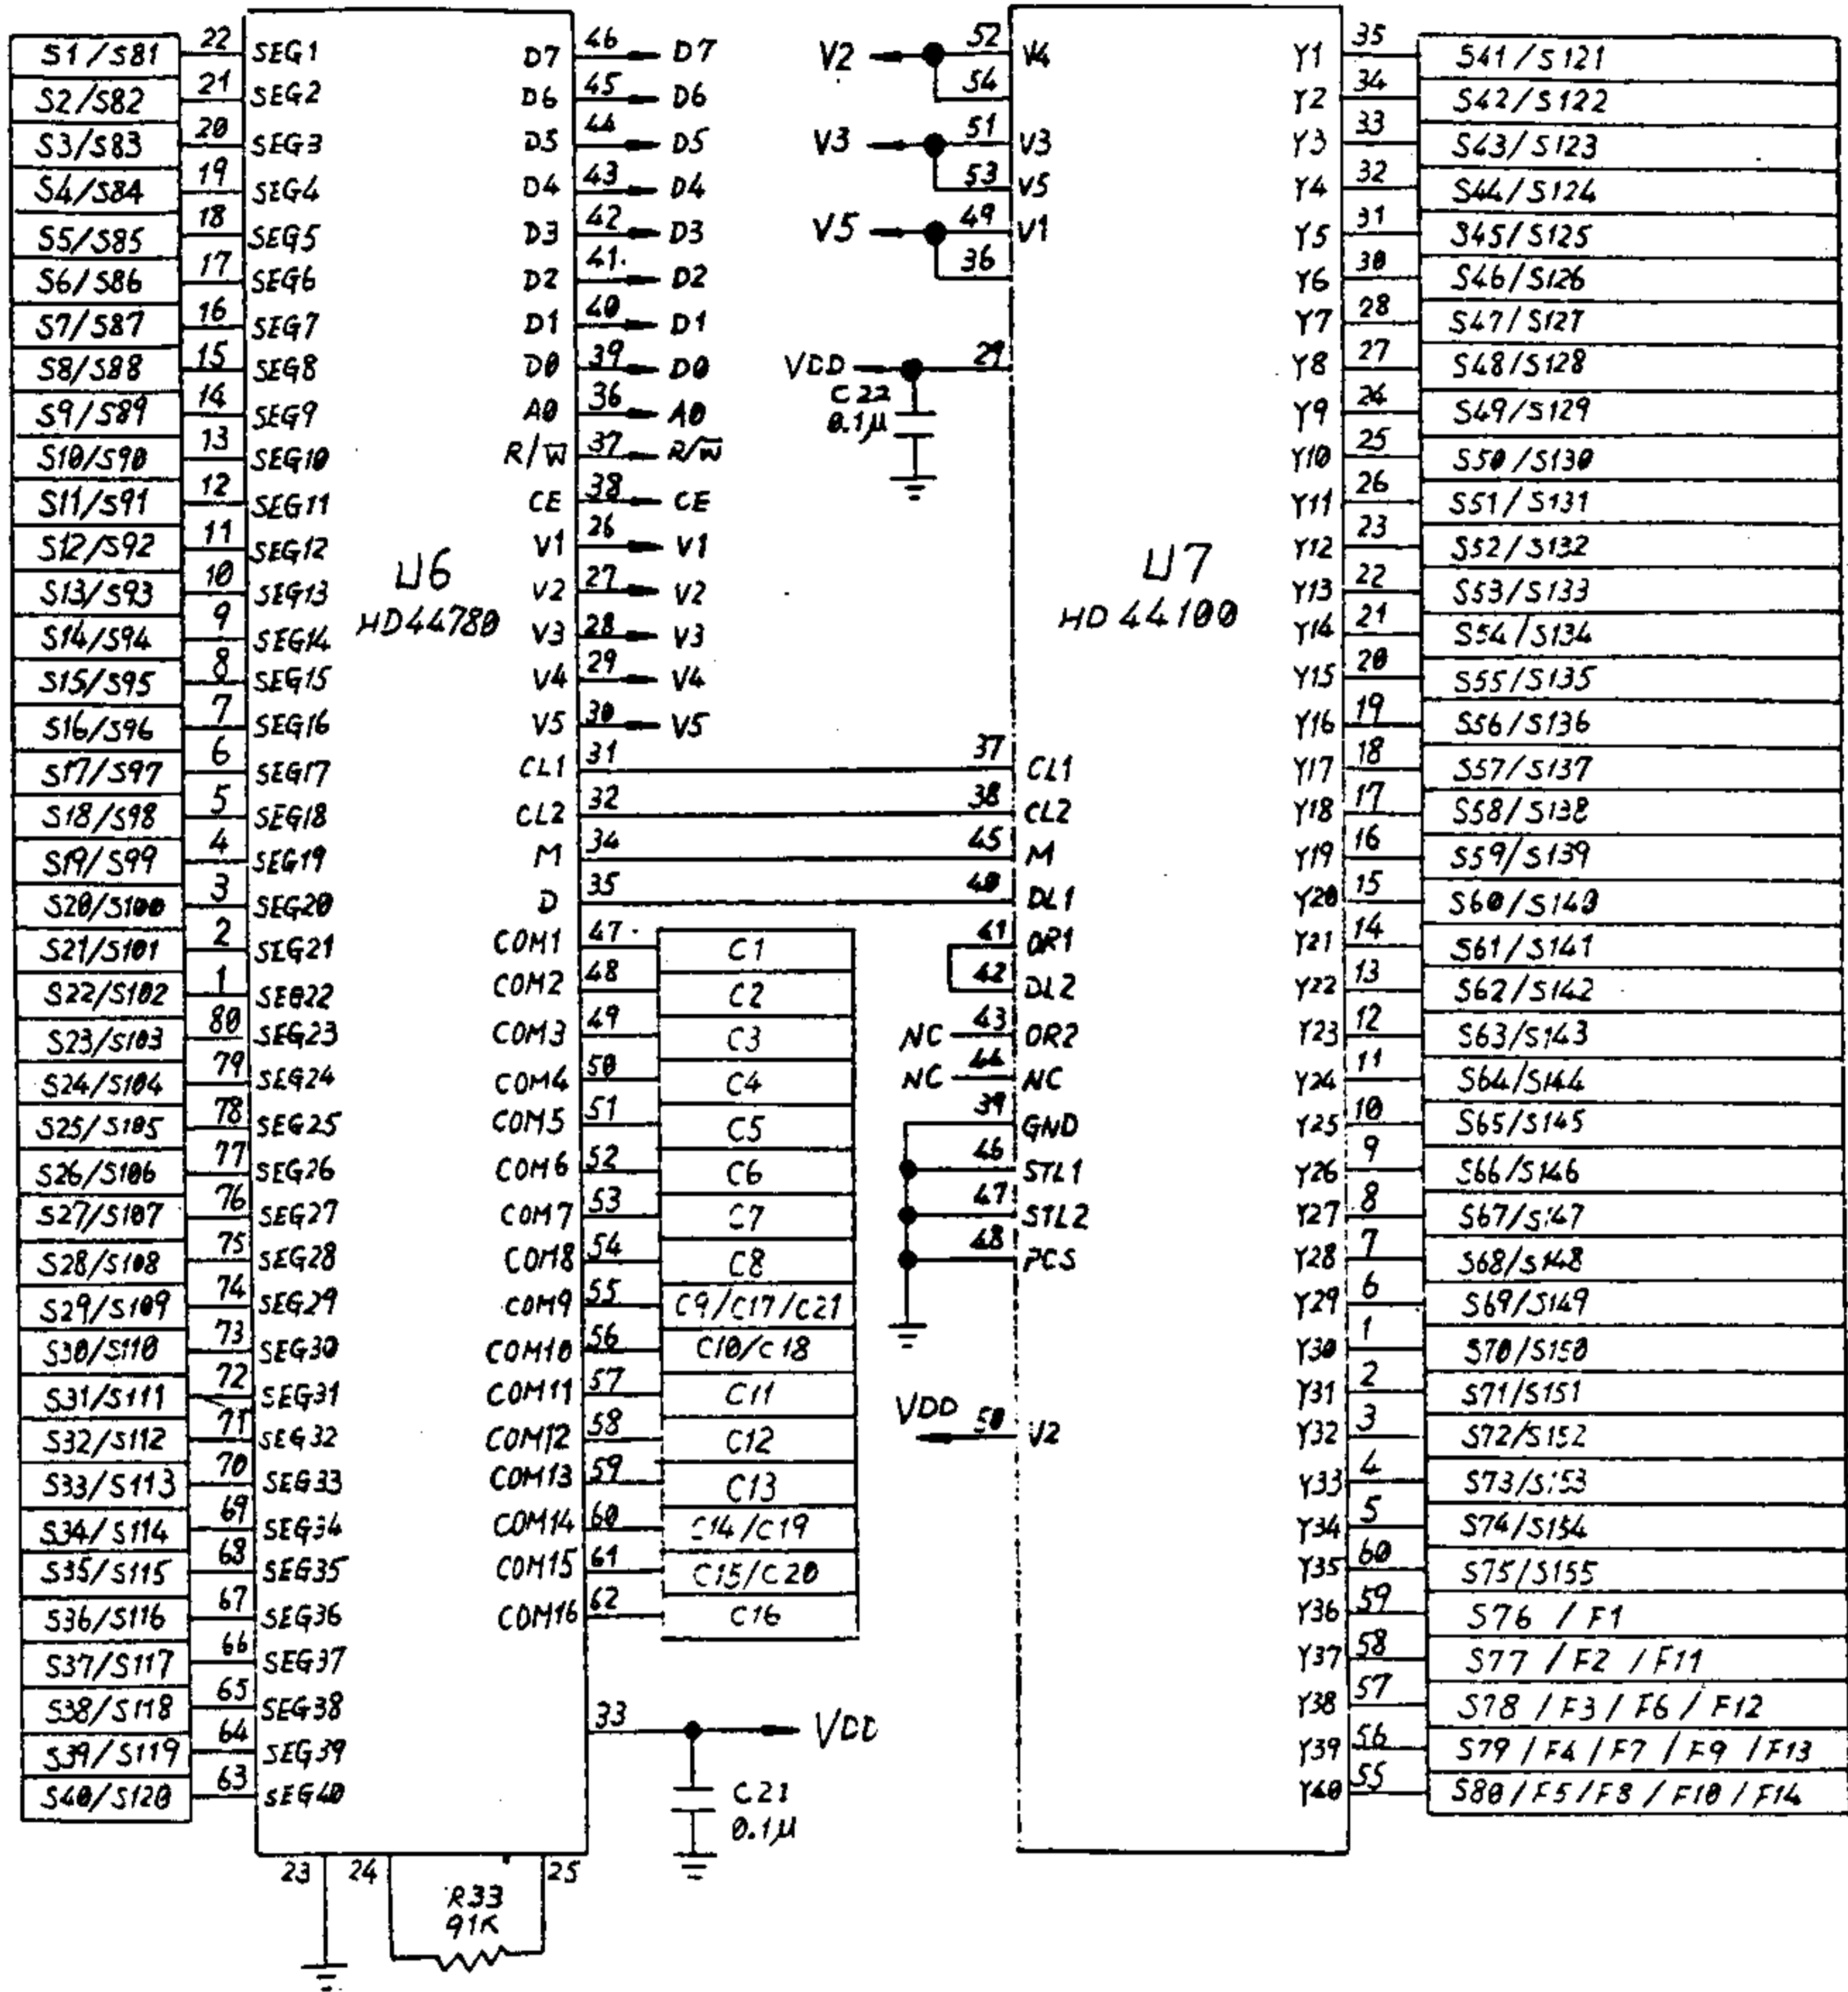 S1/S81 22 SEG1
S2/S82 21 SEG2
S3/S83 20 SEG3
S4/S84 19 SEG4
S5/S85 18 SEG5
S6/S86 17 SEG6
S7/S87 16 SEG7
S8/S88 15 SEG8
S9/S89 14 SEG9
S10/S90 13 SEG10
S11/S91 12 SEG11
S12/S92 11 SEG12
S13/S93 10 SEG13
S14/S94 9 SEG14
S15/S95 8 SEG15
S16/S96 7 SEG16
S17/S97 6 SEG17
S18/S98 5 SEG18
S19/S99 4 SEG19
S20/S100 3 SEG20
S21/S101 2 SEG21
S22/S102 1 SEG22
S23/S103 80 SEG23
S24/S104 79 SEG24
S25/S105 78 SEG25
S26/S106 77 SEG26
S27/S107 76 SEG27
S28/S108 75 SEG28
S29/S109 74 SEG29
S30/S110 73 SEG30
S31/S111 72 SEG31
S32/S112 71 SEG32
S33/S113 70 SEG33
S34/S114 69 SEG34
S35/S115 68 SEG35
S36/S116 67 SEG36
S37/S117 66 SEG37
S38/S118 65 SEG38
S39/S119 64 SEG39
S40/S120 63 SEG40
U6
HD44780
D7 46 D7
D6 45 D6
D5 44 D5
D4 43 D4
D3 42 D3
D2 41 D2
D1 40 D1
D0 39 D0
A0 36 A0
R/W̅ 37 R/W̅
CE 38 CE
V1 26 V1
V2 27 V2
V3 28 V3
V4 29 V4
V5 30 V5
CL1 31 37 CL1
CL2 32 38 CL2
M 34 45 M
D 35 40 DL1
COM1 47 C1
COM2 48 C2
COM3 49 C3
COM4 50 C4
COM5 51 C5
COM6 52 C6
COM7 53 C7
COM8 54 C8
COM9 55 C9/C17/C21
COM10 56 C10/C18
COM11 57 C11
COM12 58 C12
COM13 59 C13
COM14 60 C14/C19
COM15 61 C15/C20
COM16 62 C16
33 VDD
C21
0.1µ
23 24 25
R33
91K
V2 52 V4
54
V3 51 V3
53 V5
V5 49 V1
36
VDD 29
C22
0.1µ
U7
HD44100
41 OR1
42 DL2
NC 43 OR2
NC 44 NC
39 GND
46 STL1
47 STL2
48 PCS
VDD 50 V2
Y1 35 S41/S121
Y2 34 S42/S122
Y3 33 S43/S123
Y4 32 S44/S124
Y5 31 S45/S125
Y6 30 S46/S126
Y7 28 S47/S127
Y8 27 S48/S128
Y9 24 S49/S129
Y10 25 S50/S130
Y11 26 S51/S131
Y12 23 S52/S132
Y13 22 S53/S133
Y14 21 S54/S134
Y15 20 S55/S135
Y16 19 S56/S136
Y17 18 S57/S137
Y18 17 S58/S138
Y19 16 S59/S139
Y20 15 S60/S140
Y21 14 S61/S141
Y22 13 S62/S142
Y23 12 S63/S143
Y24 11 S64/S144
Y25 10 S65/S145
Y26 9 S66/S146
Y27 8 S67/S147
Y28 7 S68/S148
Y29 6 S69/S149
Y30 1 S70/S150
Y31 2 S71/S151
Y32 3 S72/S152
Y33 4 S73/S153
Y34 5 S74/S154
Y35 60 S75/S155
Y36 59 S76 / F1
Y37 58 S77 / F2 / F11
Y38 57 S78 / F3 / F6 / F12
Y39 56 S79 / F4 / F7 / F9 / F13
Y40 55 S80 / F5 / F8 / F10 / F14